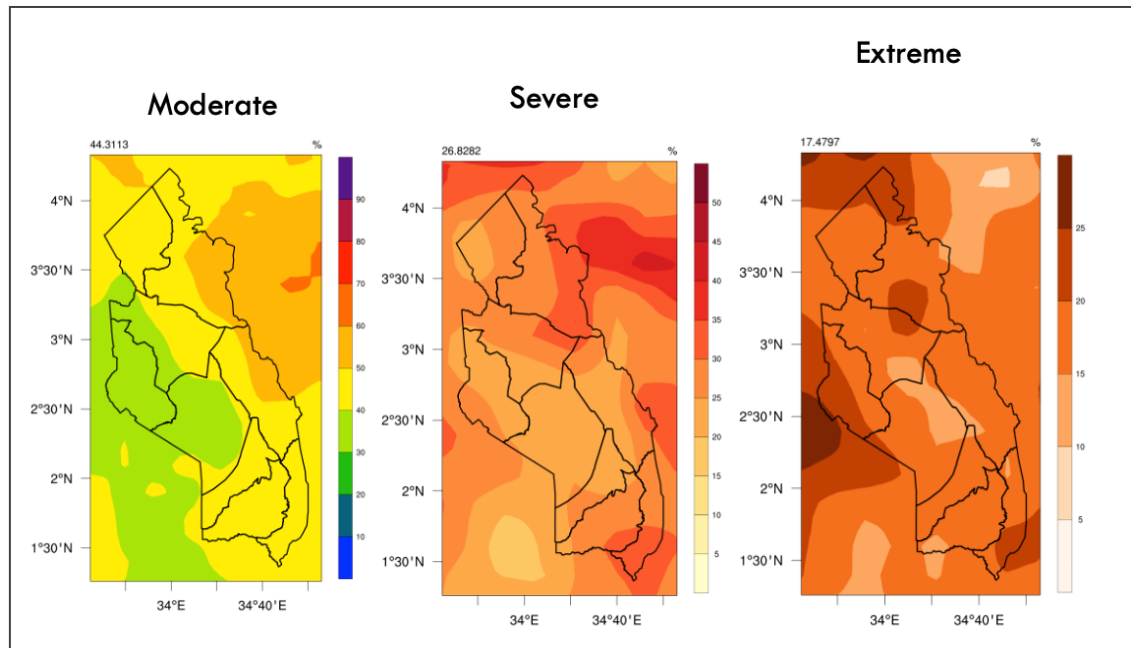 Moderate
44.3113 %
4°N
3°30'N
3°N
2°30'N
2°N
1°30'N
34°E 34°40'E
90
80
70
60
50
40
30
20
10
Severe
26.8282 %
4°N
3°30'N
3°N
2°30'N
2°N
1°30'N
34°E 34°40'E
50
45
40
35
30
25
20
15
10
5
Extreme
17.4797 %
4°N
3°30'N
3°N
2°30'N
2°N
1°30'N
34°E 34°40'E
25
20
15
10
5